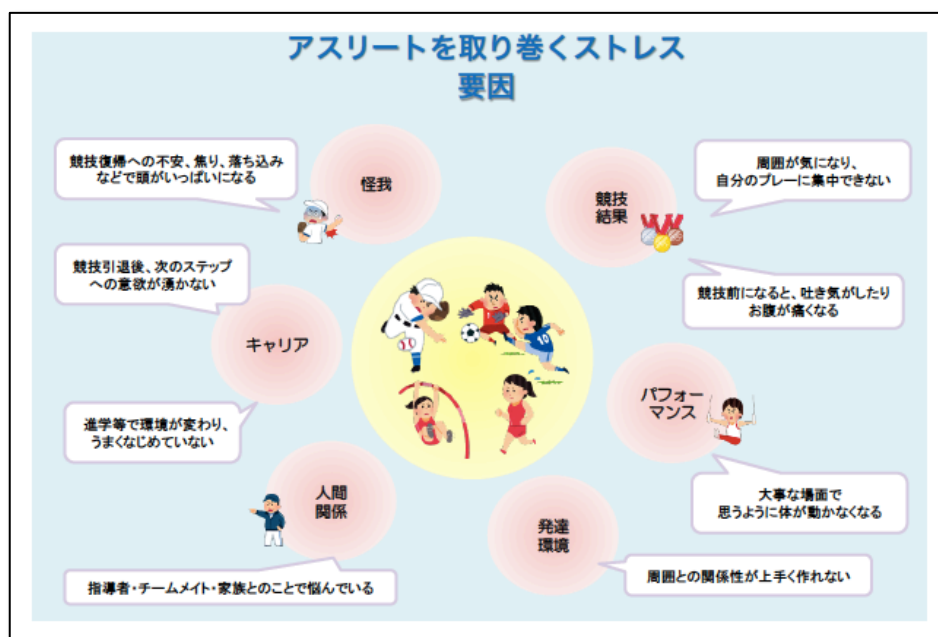 アスリートを取り巻くストレス
要因
競技復帰への不安、焦り、落ち込み
などで頭がいっぱいになる
怪我
競技
結果
周囲が気になり、
自分のプレーに集中できない
競技引退後、次のステップ
への意欲が湧かない
競技前になると、吐き気がしたり
お腹が痛くなる
キャリア
10
パフォー
マンス
進学等で環境が変わり、
うまくなじめていない
人間
関係
大事な場面で
思うように体が動かなくなる
発達
環境
指導者・チームメイト・家族とのことで悩んでいる
周囲との関係性が上手く作れない